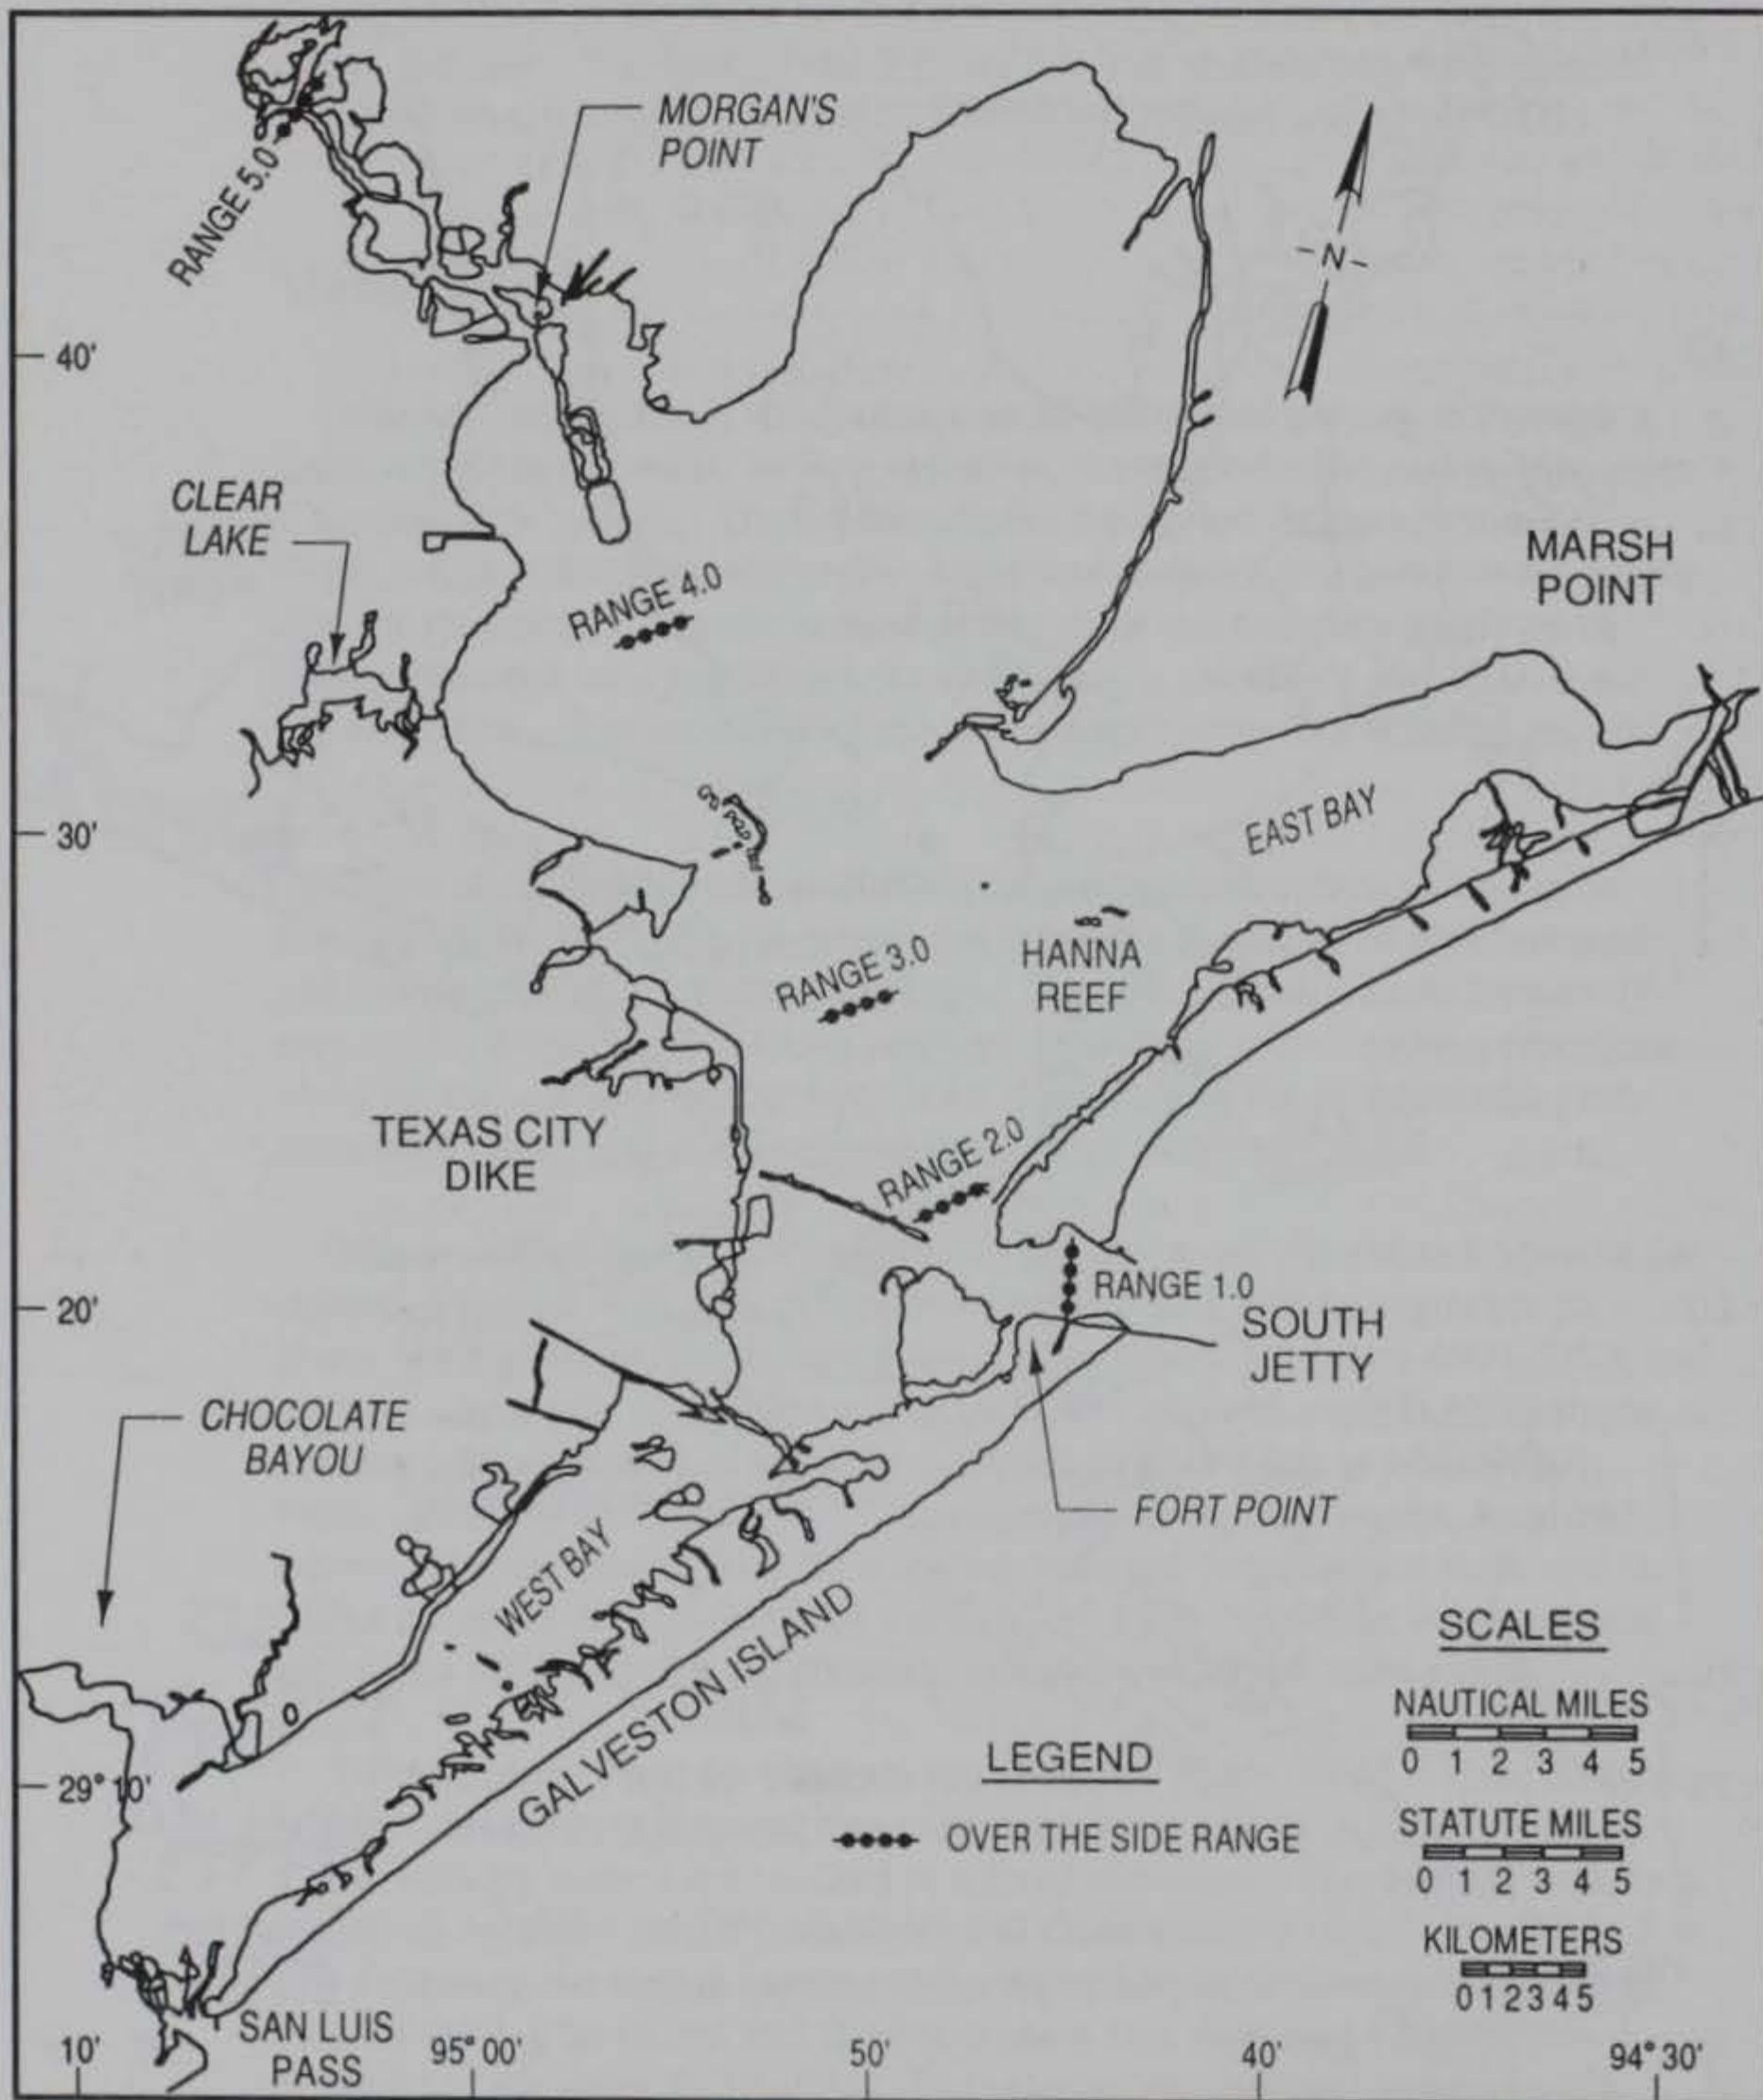 MORGAN'S
POINT
RANGE 5.0
-N-
40'
CLEAR
LAKE
MARSH
POINT
RANGE 4.0
30'
EAST BAY
HANNA
REEF
RANGE 3.0
TEXAS CITY
DIKE
RANGE 2.0
RANGE 1.0
20'
SOUTH
JETTY
CHOCOLATE
BAYOU
FORT POINT
WEST BAY
GALVESTON ISLAND
SCALES
NAUTICAL MILES
0 1 2 3 4 5
STATUTE MILES
0 1 2 3 4 5
KILOMETERS
0 1 2 3 4 5
LEGEND
OVER THE SIDE RANGE
29° 10'
SAN LUIS
PASS
10' 95° 00' 50' 40' 94° 30'